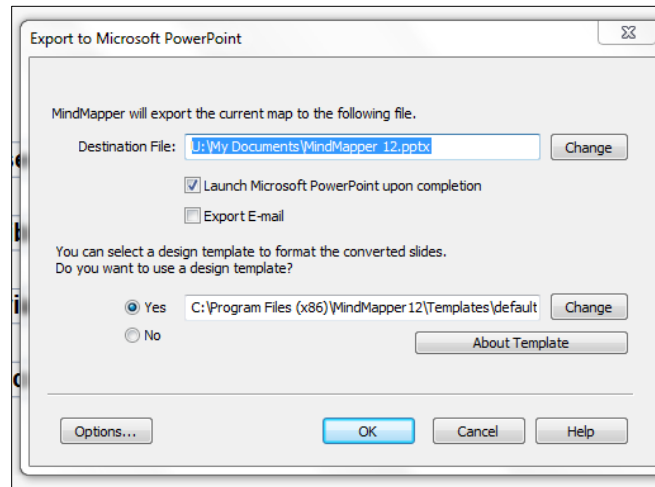 Export to Microsoft PowerPoint
MindMapper will export the current map to the following file.
Destination File: U:\My Documents\MindMapper 12.pptx Change
Launch Microsoft PowerPoint upon completion
Export E-mail
You can select a design template to format the converted slides.
Do you want to use a design template?
Yes C:\Program Files (x86)\MindMapper12\Templates\default Change
No
About Template
Options... OK Cancel Help